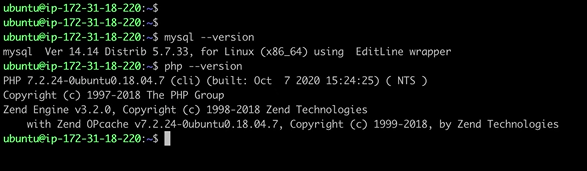 ubuntu@ip-172-31-18-220:~$
ubuntu@ip-172-31-18-220:~$
ubuntu@ip-172-31-18-220:~$ mysql --version
mysql  Ver 14.14 Distrib 5.7.33, for Linux (x86_64) using  EditLine wrapper
ubuntu@ip-172-31-18-220:~$ php --version
PHP 7.2.24-0ubuntu0.18.04.7 (cli) (built: Oct  7 2020 15:24:25) ( NTS )
Copyright (c) 1997-2018 The PHP Group
Zend Engine v3.2.0, Copyright (c) 1998-2018 Zend Technologies
    with Zend OPcache v7.2.24-0ubuntu0.18.04.7, Copyright (c) 1999-2018, by Zend Technologies
ubuntu@ip-172-31-18-220:~$